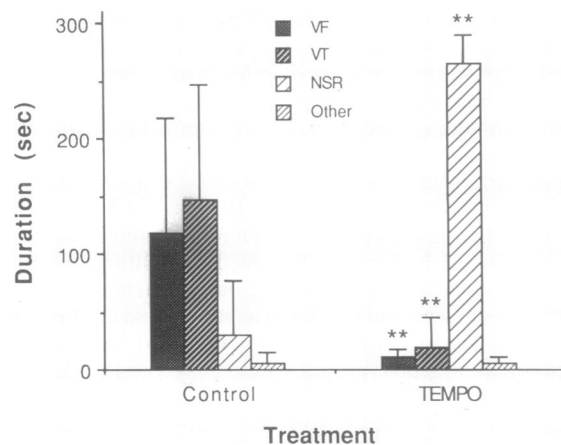 300
200
100
0
Duration (sec)
VF
VT
NSR
Other
**
**
**
Control
TEMPO
Treatment